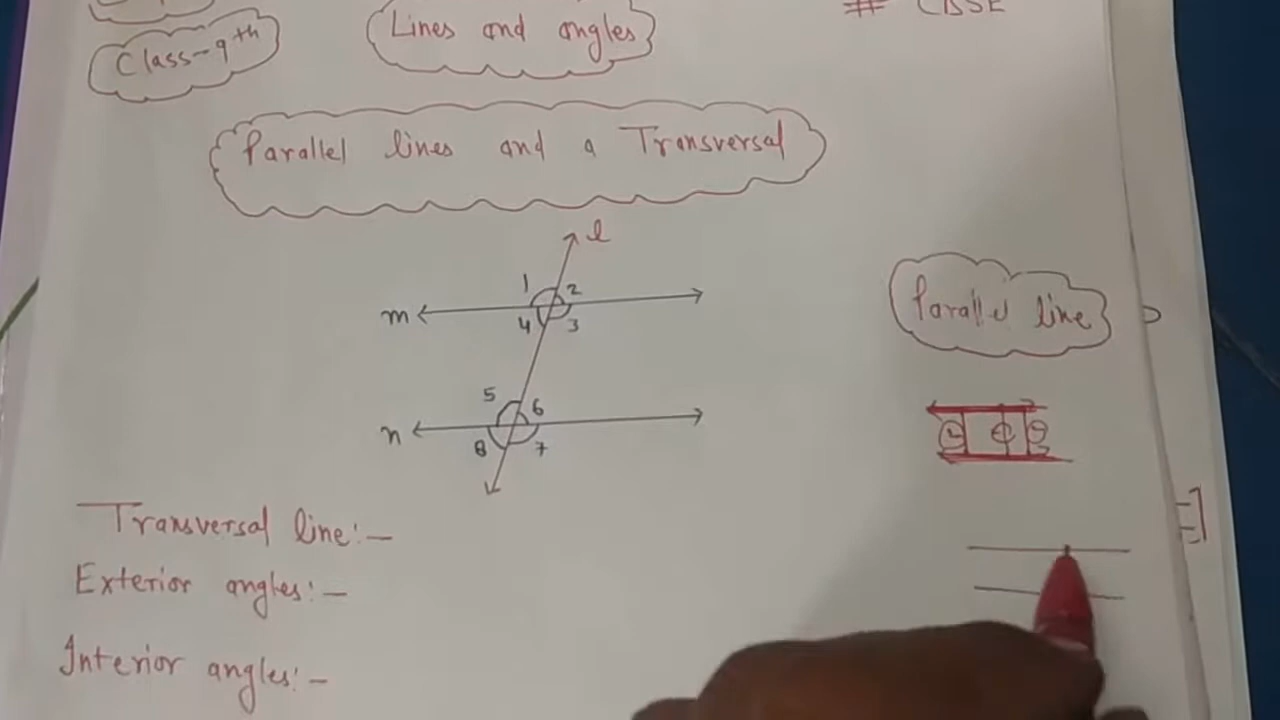 Class-9th
Lines and angles
# CBSE
Parallel lines and a Transversal
l
1 2
m
4 3
5 6
n
8 7
Parallel line
Transversal line:-
Exterior angles:-
Interior angles:-